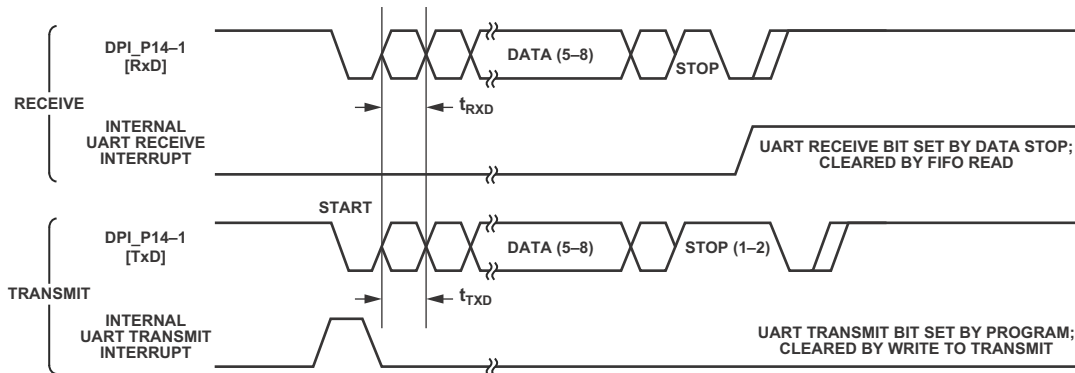 DPI_P14–1
[RxD]
DATA (5–8)
STOP
RECEIVE
tRXD
INTERNAL
UART RECEIVE
INTERRUPT
UART RECEIVE BIT SET BY DATA STOP;
CLEARED BY FIFO READ
START
DPI_P14–1
[TxD]
DATA (5–8)
STOP (1–2)
TRANSMIT
tTXD
INTERNAL
UART TRANSMIT
INTERRUPT
UART TRANSMIT BIT SET BY PROGRAM;
CLEARED BY WRITE TO TRANSMIT